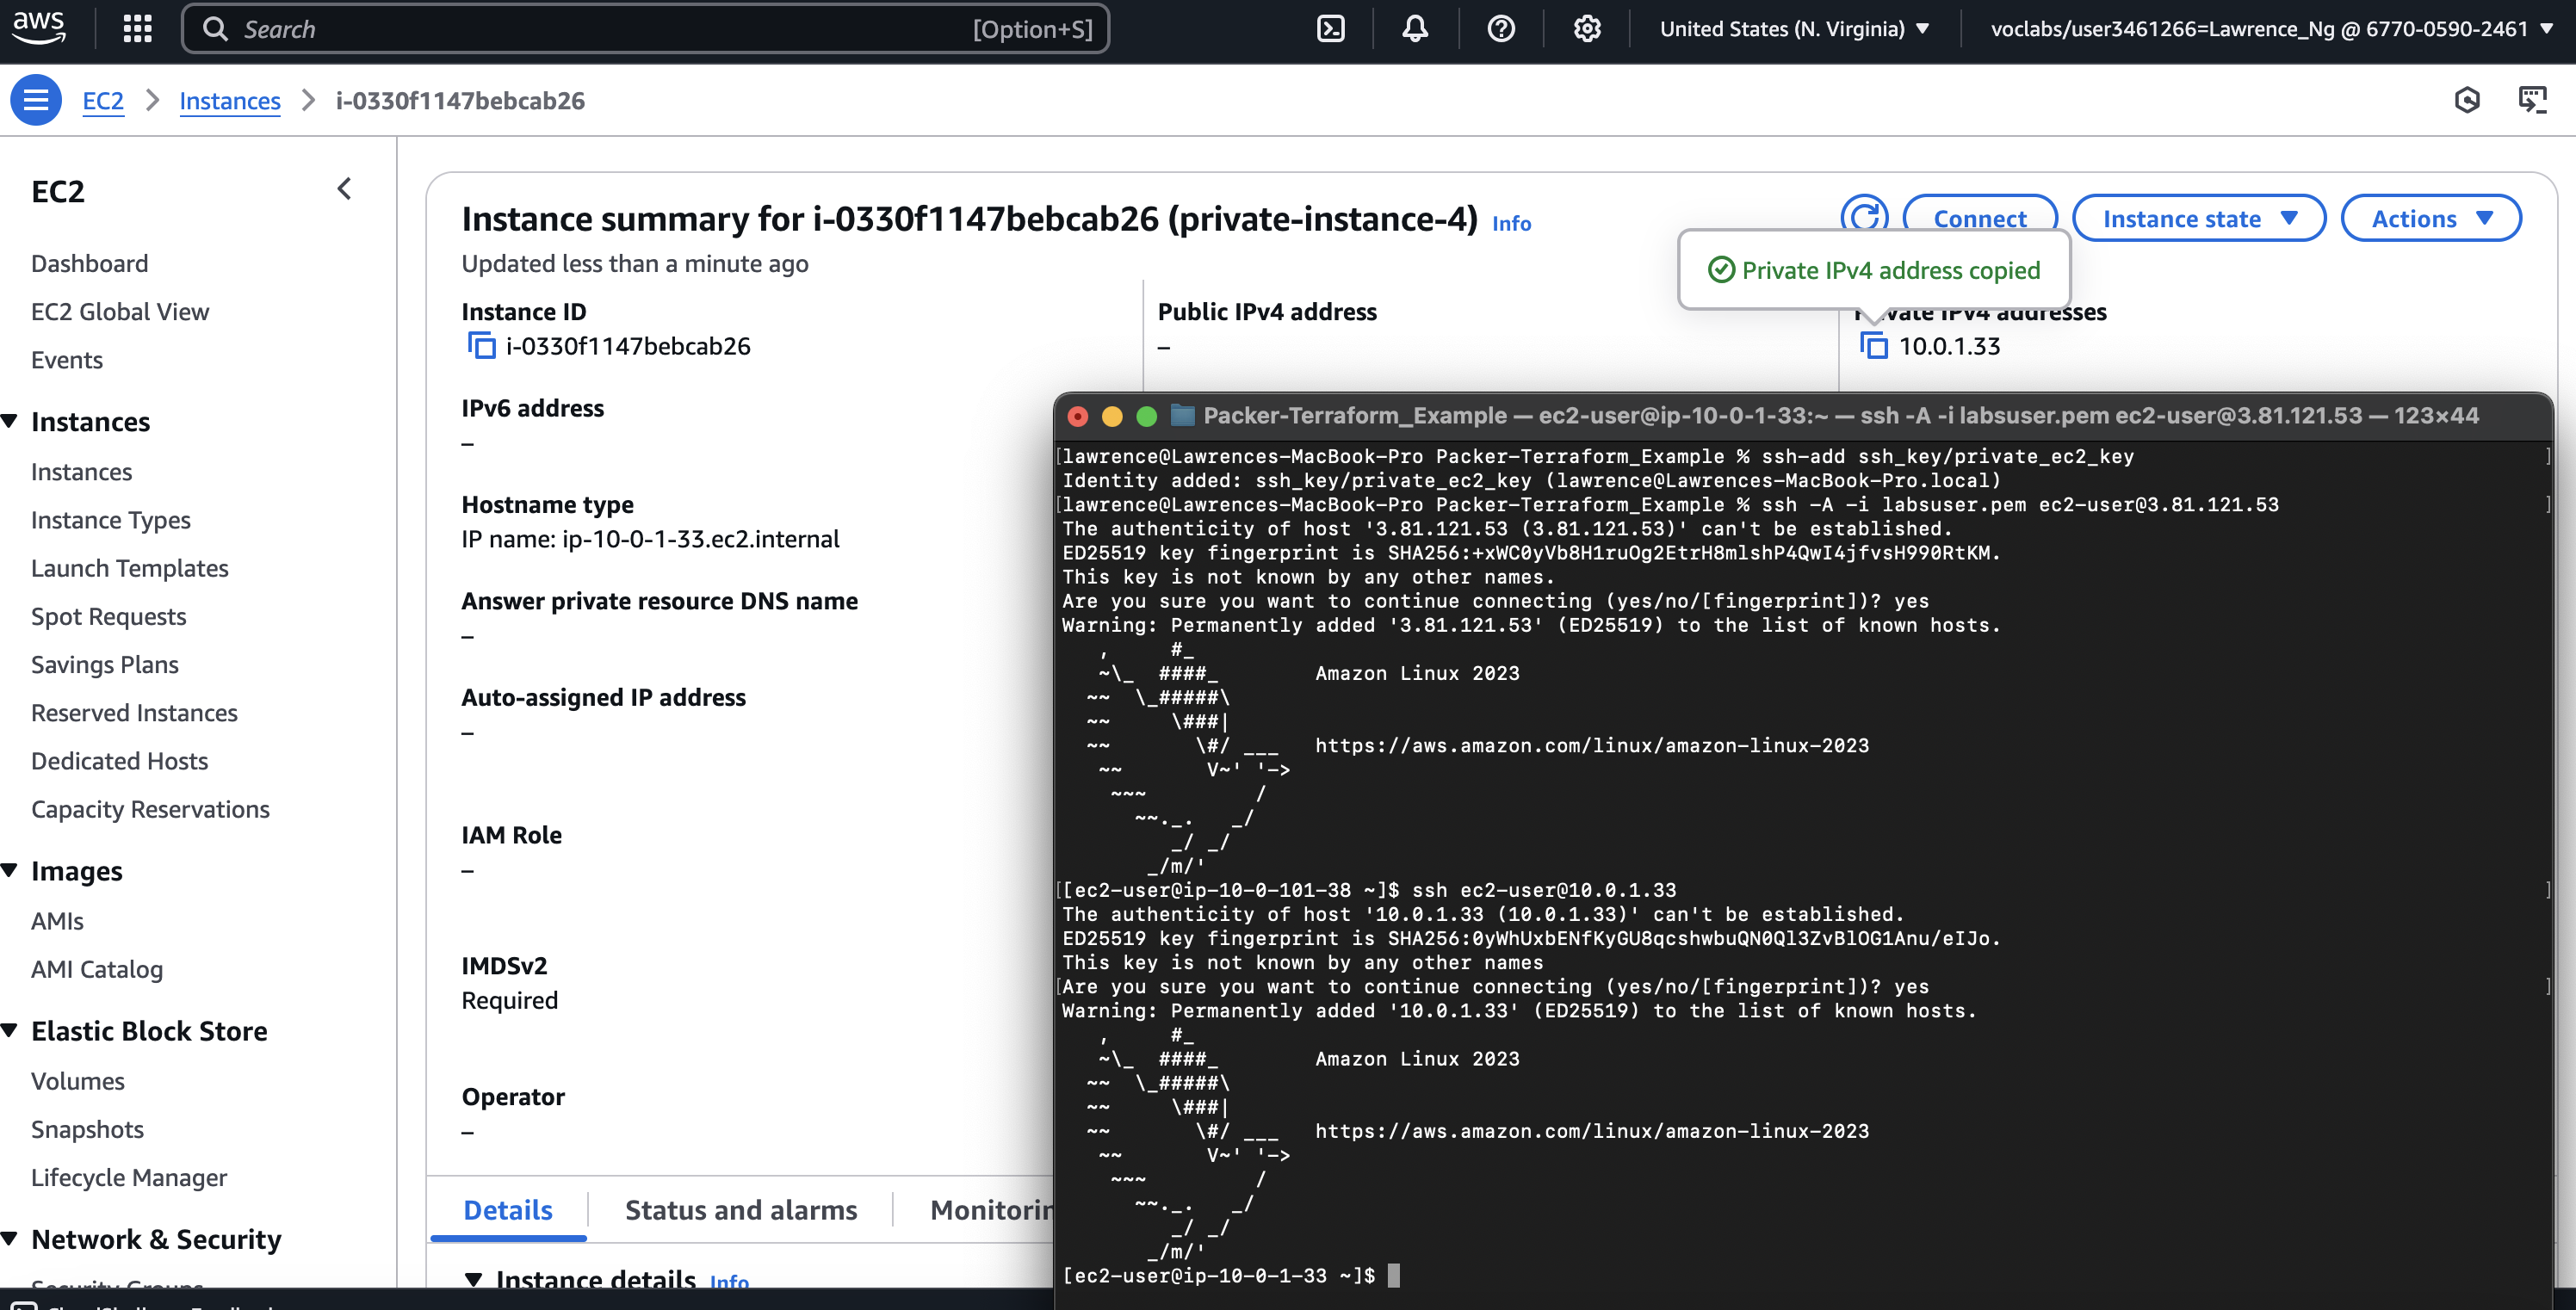 aws
Search [Option+S]
United States (N. Virginia)
voclabs/user3461266=Lawrence_Ng @ 6770-0590-2461
EC2
Instances
i-0330f1147bebcab26
EC2
Dashboard
EC2 Global View
Events
Instances
Instances
Instance Types
Launch Templates
Spot Requests
Savings Plans
Reserved Instances
Dedicated Hosts
Capacity Reservations
Images
AMIs
AMI Catalog
Elastic Block Store
Volumes
Snapshots
Lifecycle Manager
Network & Security
Security Groups
Instance summary for i-0330f1147bebcab26 (private-instance-4) Info
Updated less than a minute ago
Connect
Instance state
Actions
Private IPv4 address copied
Instance ID
i-0330f1147bebcab26
Public IPv4 address
–
Private IPv4 addresses
10.0.1.33
IPv6 address
–
Hostname type
IP name: ip-10-0-1-33.ec2.internal
Answer private resource DNS name
–
Auto-assigned IP address
–
IAM Role
–
IMDSv2
Required
Operator
–
Details
Status and alarms
Monitorin
Instance details Info
Packer-Terraform_Example — ec2-user@ip-10-0-1-33:~ — ssh -A -i labsuser.pem ec2-user@3.81.121.53 — 123×44
[lawrence@Lawrences-MacBook-Pro Packer-Terraform_Example % ssh-add ssh_key/private_ec2_key ]
Identity added: ssh_key/private_ec2_key (lawrence@Lawrences-MacBook-Pro.local)
[lawrence@Lawrences-MacBook-Pro Packer-Terraform_Example % ssh -A -i labsuser.pem ec2-user@3.81.121.53 ]
The authenticity of host '3.81.121.53 (3.81.121.53)' can't be established.
ED25519 key fingerprint is SHA256:+xWC0yVb8H1ruOg2EtrH8mlshP4QwI4jfvsH990RtKM.
This key is not known by any other names.
Are you sure you want to continue connecting (yes/no/[fingerprint])? yes
Warning: Permanently added '3.81.121.53' (ED25519) to the list of known hosts.
   ,     #_
   ~\_  ####_        Amazon Linux 2023
  ~~  \_#####\
  ~~     \###|
  ~~       \#/ ___   https://aws.amazon.com/linux/amazon-linux-2023
   ~~       V~' '->
    ~~~         /
      ~~._.   _/
         _/ _/
       _/m/'
[[ec2-user@ip-10-0-101-38 ~]$ ssh ec2-user@10.0.1.33 ]
The authenticity of host '10.0.1.33 (10.0.1.33)' can't be established.
ED25519 key fingerprint is SHA256:0yWhUxbENfKyGU8qcshwbuQN0Ql3ZvBlOG1Anu/eIJo.
This key is not known by any other names
[Are you sure you want to continue connecting (yes/no/[fingerprint])? yes ]
Warning: Permanently added '10.0.1.33' (ED25519) to the list of known hosts.
   ,     #_
   ~\_  ####_        Amazon Linux 2023
  ~~  \_#####\
  ~~     \###|
  ~~       \#/ ___   https://aws.amazon.com/linux/amazon-linux-2023
   ~~       V~' '->
    ~~~         /
      ~~._.   _/
         _/ _/
       _/m/'
[ec2-user@ip-10-0-1-33 ~]$